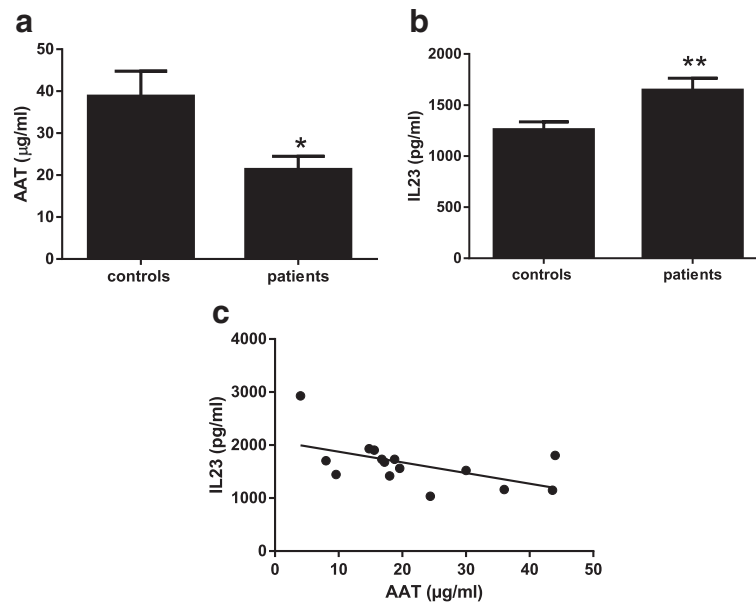 a
AAT (μg/ml)
50
40
30
20
10
0
*
controls patients
b
IL23 (pg/ml)
2000
1500
1000
500
0
**
controls patients
c
IL23 (pg/ml)
4000
3000
2000
1000
0
0 10 20 30 40 50
AAT (μg/ml)